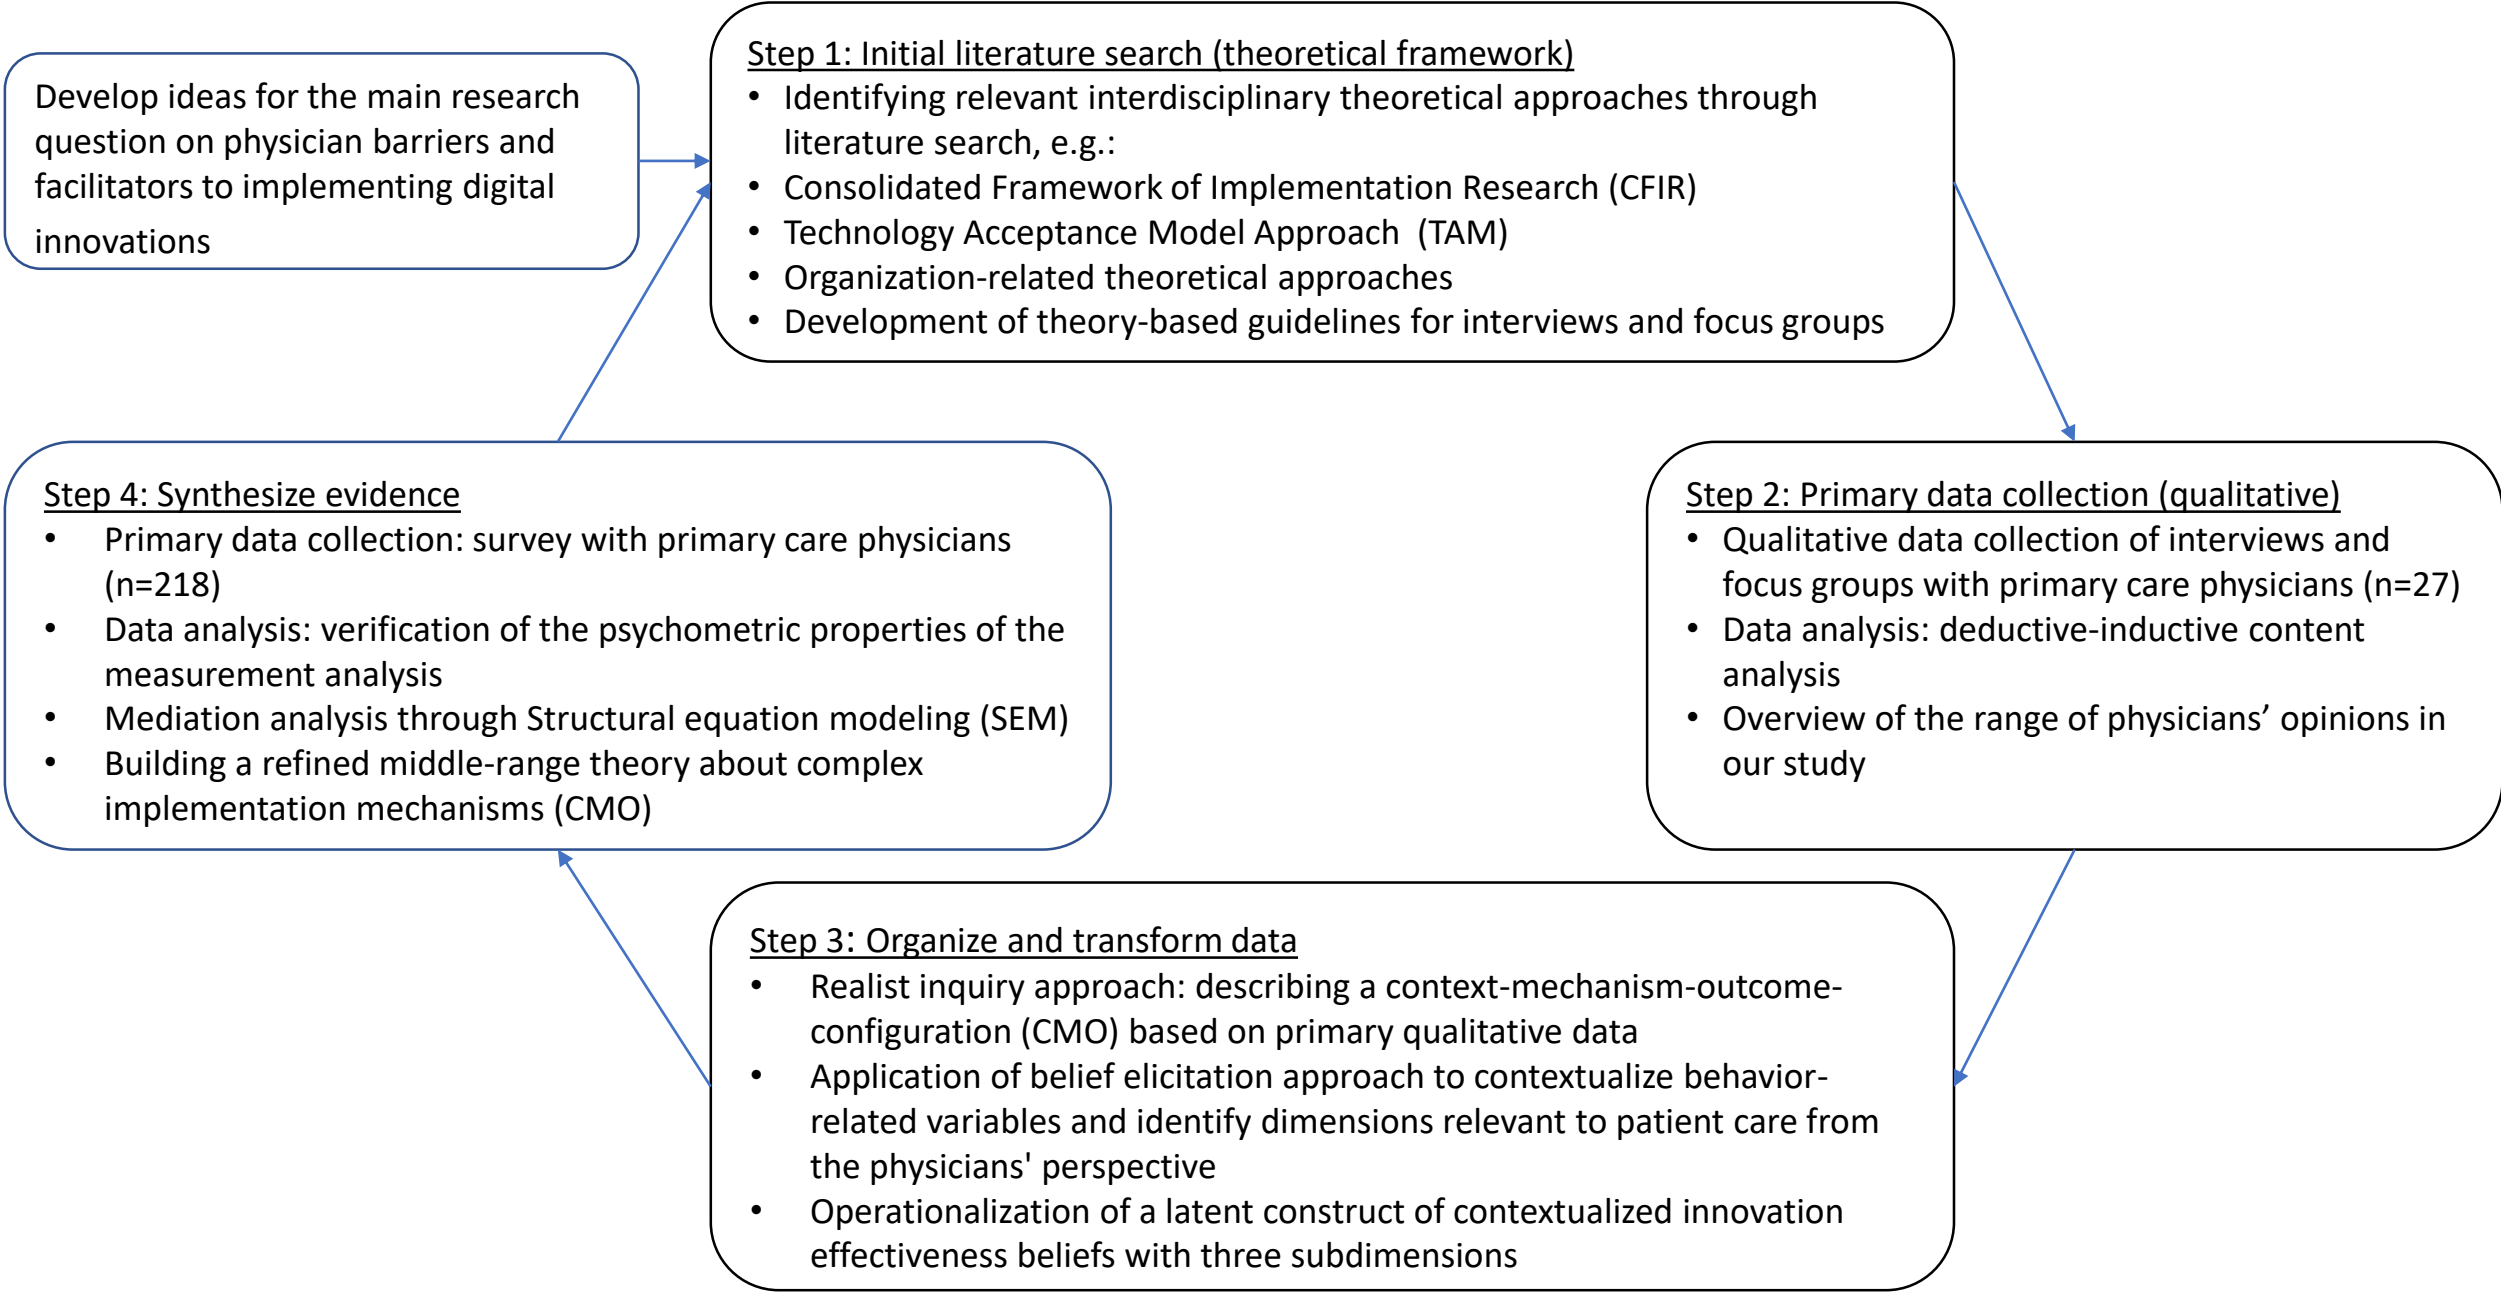 Develop ideas for the main research
question on physician barriers and
facilitators to implementing digital
innovations
Step 1: Initial literature search (theoretical framework)
• Identifying relevant interdisciplinary theoretical approaches through
literature search, e.g.:
• Consolidated Framework of Implementation Research (CFIR)
• Technology Acceptance Model Approach  (TAM)
• Organization-related theoretical approaches
• Development of theory-based guidelines for interviews and focus groups
Step 2: Primary data collection (qualitative)
• Qualitative data collection of interviews and
focus groups with primary care physicians (n=27)
• Data analysis: deductive-inductive content
analysis
• Overview of the range of physicians’ opinions in
our study
Step 3: Organize and transform data
• Realist inquiry approach: describing a context-mechanism-outcome-
configuration (CMO) based on primary qualitative data
• Application of belief elicitation approach to contextualize behavior-
related variables and identify dimensions relevant to patient care from
the physicians' perspective
• Operationalization of a latent construct of contextualized innovation
effectiveness beliefs with three subdimensions
Step 4: Synthesize evidence
• Primary data collection: survey with primary care physicians
(n=218)
• Data analysis: verification of the psychometric properties of the
measurement analysis
• Mediation analysis through Structural equation modeling (SEM)
• Building a refined middle-range theory about complex
implementation mechanisms (CMO)